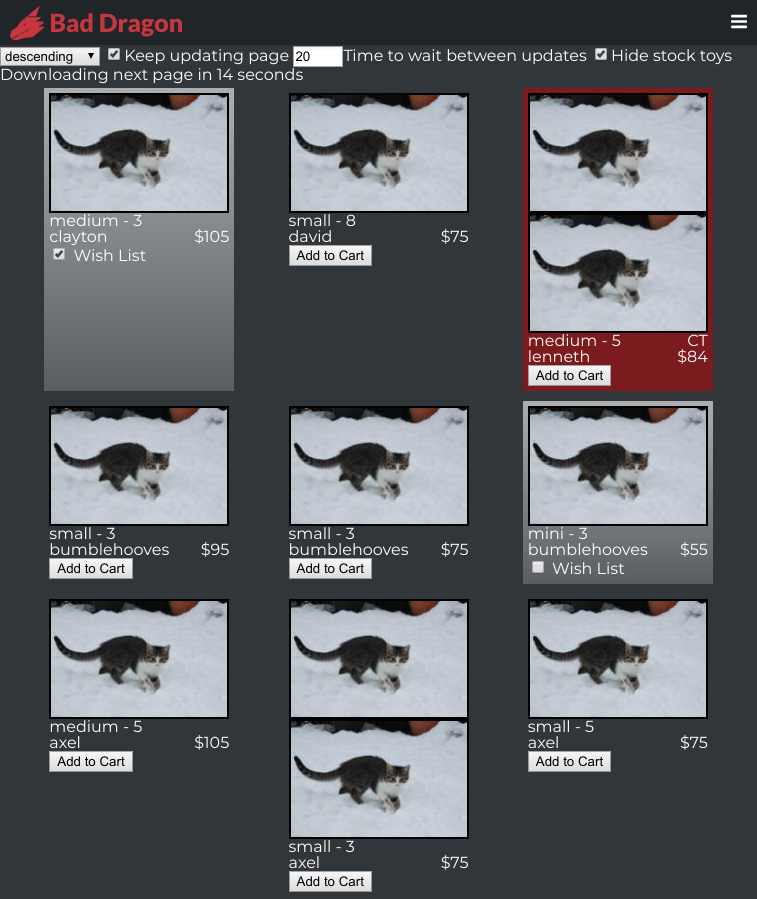 Bad Dragon
descending Keep updating page 20 Time to wait between updates Hide stock toys
Downloading next page in 14 seconds
medium - 3
clayton $105
Wish List
small - 8
david $75
Add to Cart
medium - 5 CT
lenneth $84
Add to Cart
small - 3
bumblehooves $95
Add to Cart
small - 3
bumblehooves $75
Add to Cart
mini - 3
bumblehooves $55
Wish List
medium - 5
axel $105
Add to Cart
small - 3
axel $75
Add to Cart
small - 5
axel $75
Add to Cart